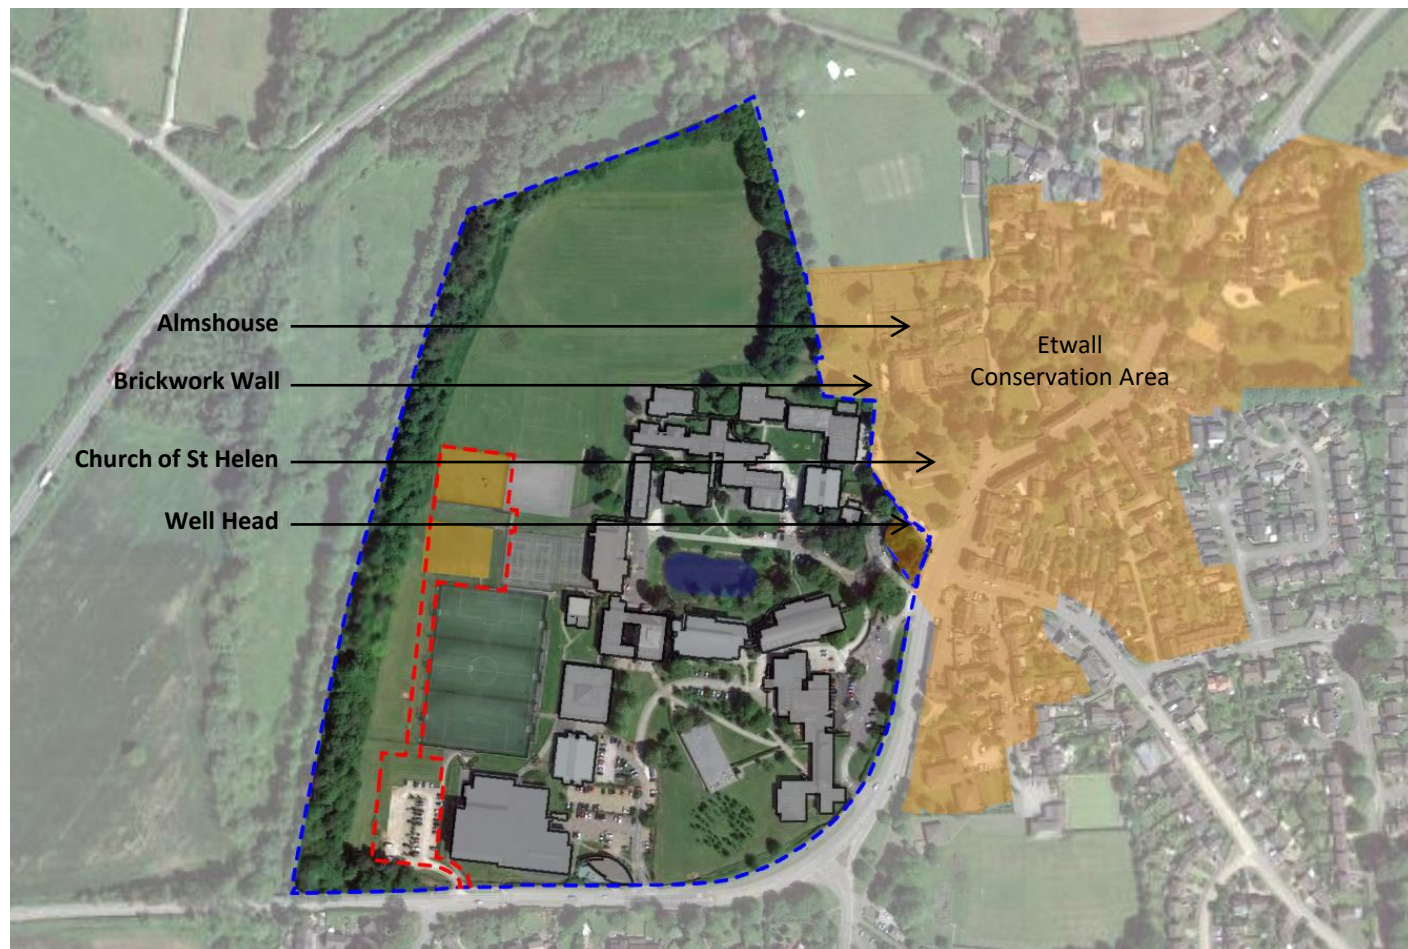 Almshouse
Etwall
Conservation Area
Brickwork Wall
Church of St Helen
Well Head